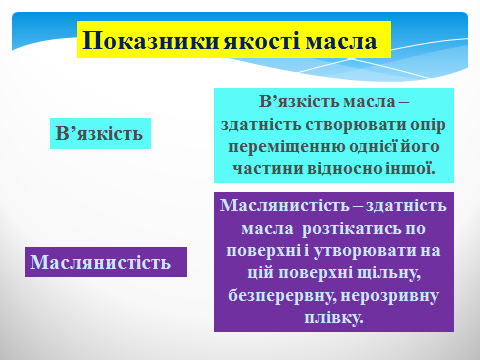 Показники якості масла
В’язкість
В’язкість масла –
здатність створювати опір
переміщенню однієї його
частини відносно іншої.
Маслянистість
Маслянистість – здатність
масла розтікатись по
поверхні і утворювати на
цій поверхні щільну,
безперервну, нерозривну
плівку.